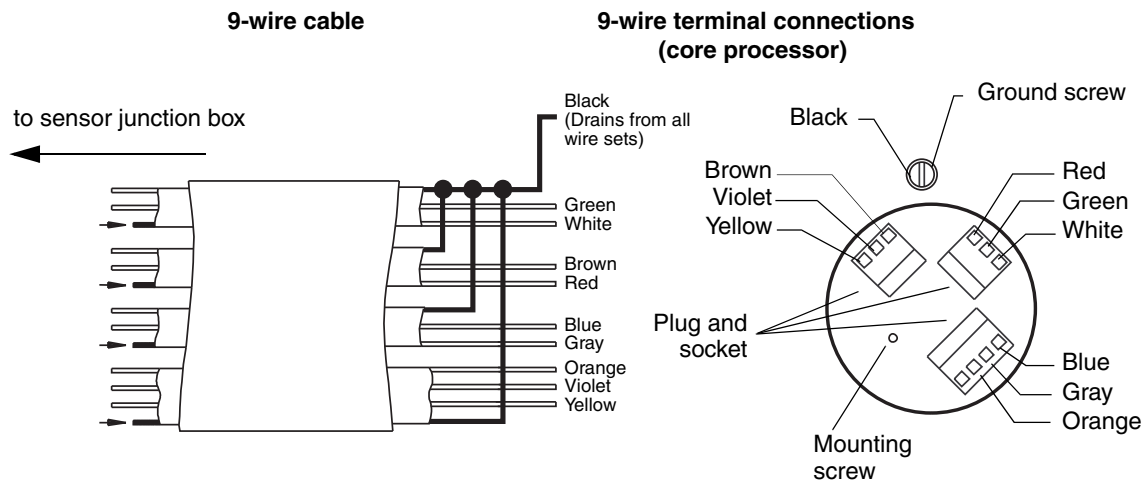 9-wire cable
9-wire terminal connections
(core processor)
to sensor junction box
Black
(Drains from all
wire sets)
Green
White
Brown
Red
Blue
Gray
Orange
Violet
Yellow
Ground screw
Black
Brown
Violet
Yellow
Red
Green
White
Plug and
socket
Blue
Gray
Orange
Mounting
screw